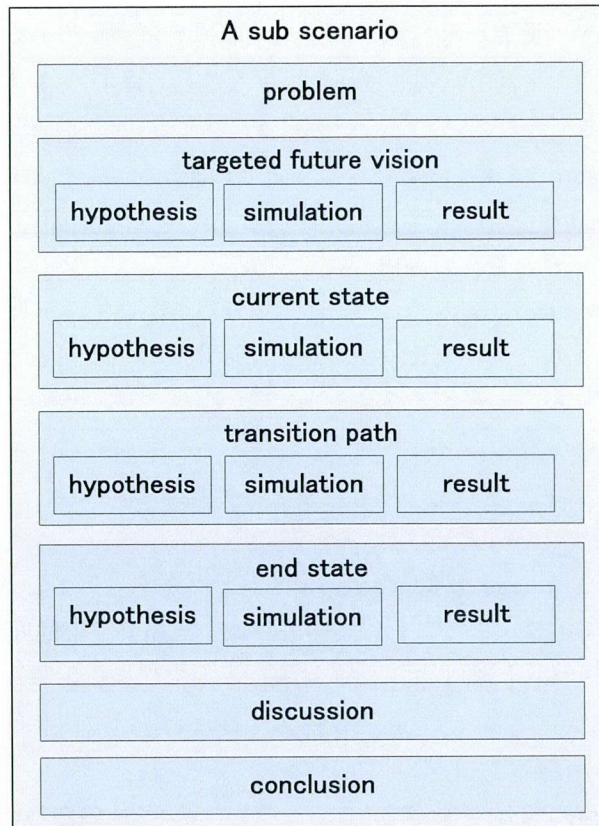 A sub scenario
problem
targeted future vision
hypothesis simulation result
current state
hypothesis simulation result
transition path
hypothesis simulation result
end state
hypothesis simulation result
discussion
conclusion